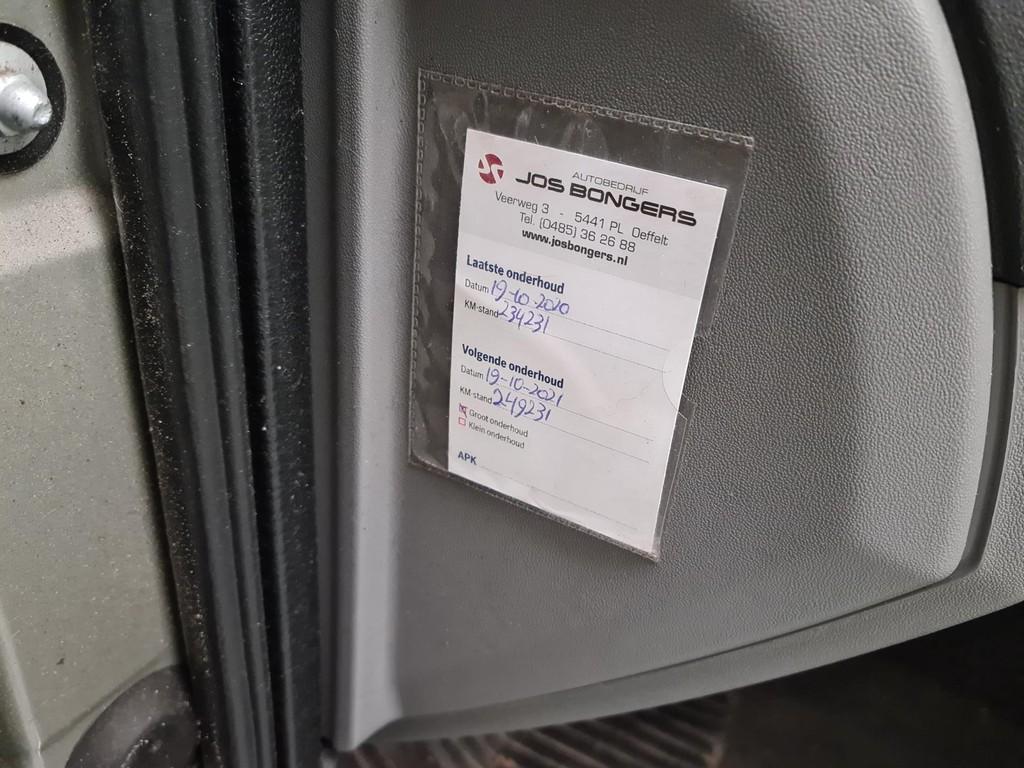 AUTOBEDRIJF
JOS BONGERS
Veerweg 3 - 5441 PL Oeffelt
Tel. (0485) 36 26 88
www.josbongers.nl
Laatste onderhoud
Datum 19-10-2020
KM-stand 234231
Volgende onderhoud
Datum 19-10-2021
KM-stand 249231
Groot onderhoud
Klein onderhoud
APK